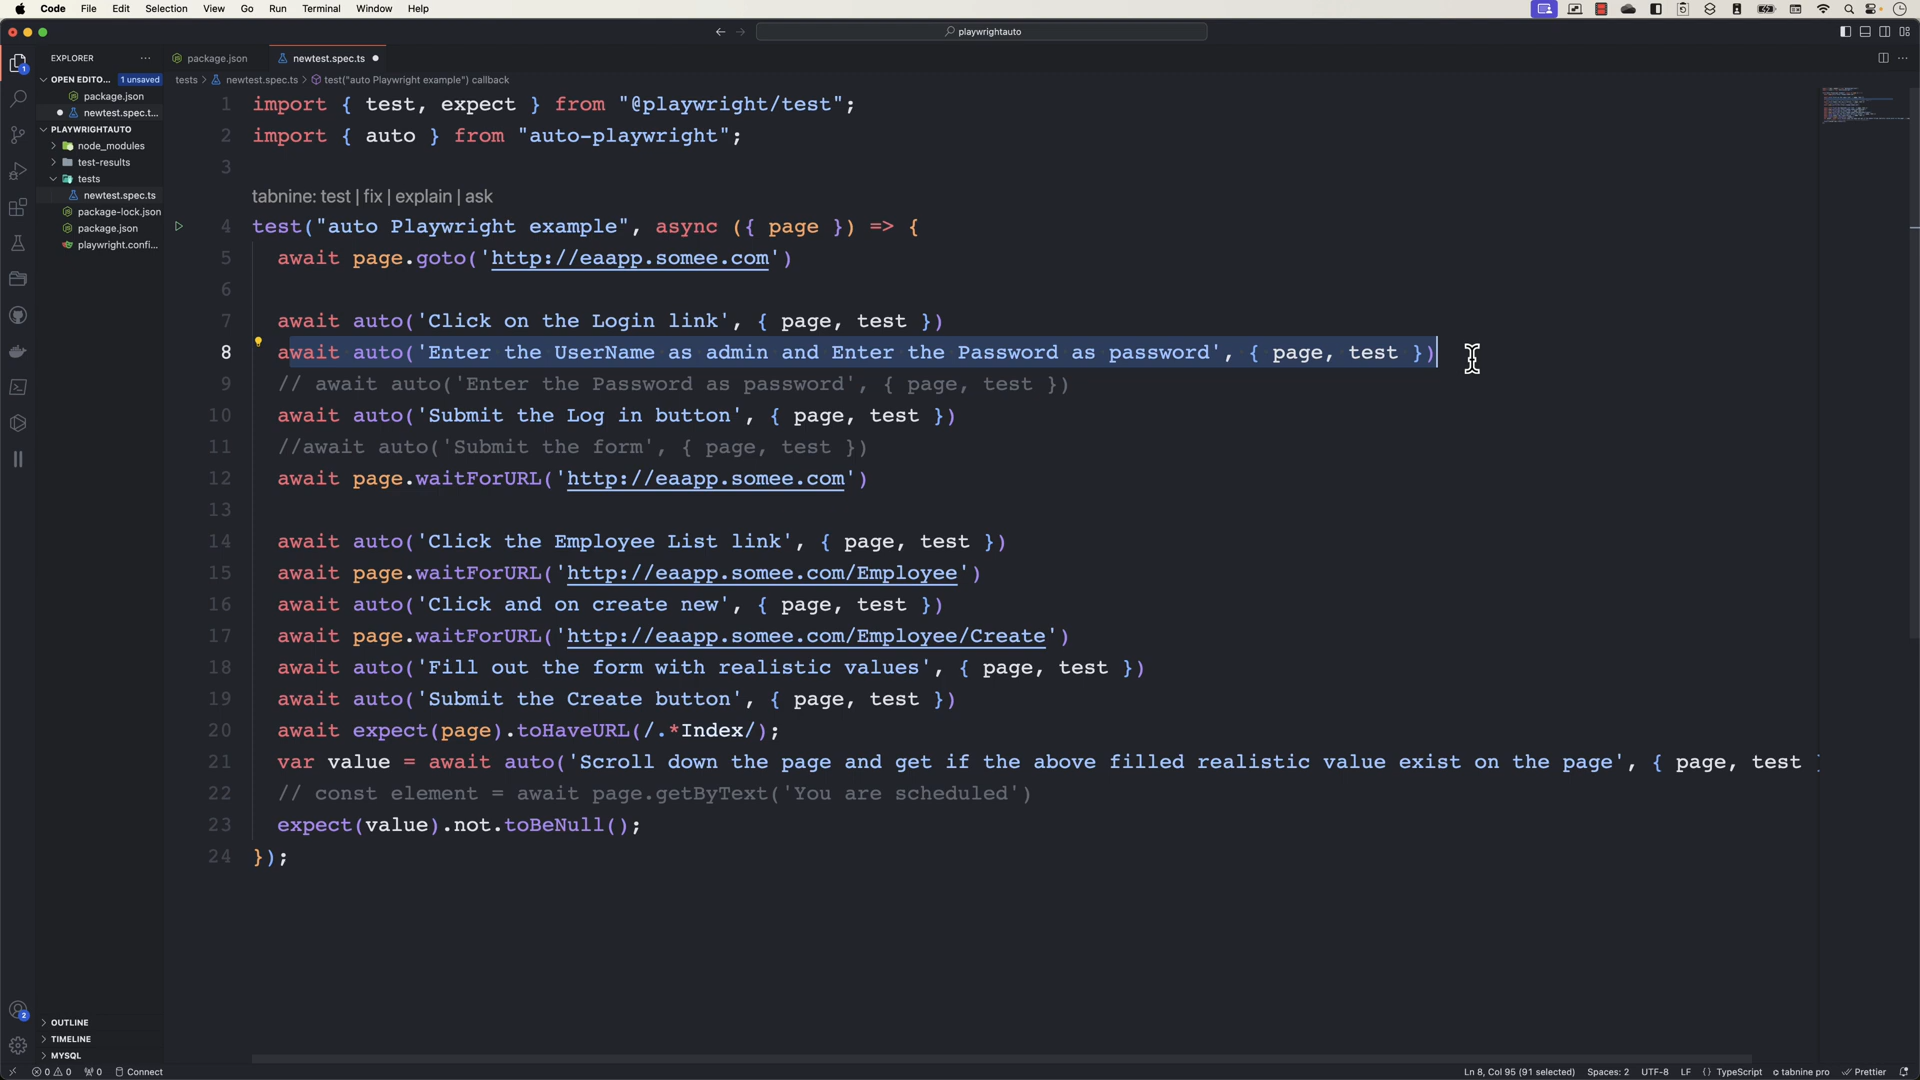 Code File Edit Selection View Go Run Terminal Window Help
playwrightauto
EXPLORER
package.json
newtest.spec.ts
OPEN EDITO... 1 unsaved
package.json
newtest.spec.t...
PLAYWRIGHTAUTO
node_modules
test-results
tests
newtest.spec.ts
package-lock.json
package.json
playwright.confi...
OUTLINE
TIMELINE
MYSQL
tests > newtest.spec.ts > test("auto Playwright example") callback
1 import { test, expect } from "@playwright/test";
2 import { auto } from "auto-playwright";
3
tabnine: test | fix | explain | ask
4 test("auto Playwright example", async ({ page }) => {
5 await page.goto('http://eaapp.somee.com')
6
7 await auto('Click on the Login link', { page, test })
8 await auto('Enter the UserName as admin and Enter the Password as password', { page, test })
9 // await auto('Enter the Password as password', { page, test })
10 await auto('Submit the Log in button', { page, test })
11 //await auto('Submit the form', { page, test })
12 await page.waitForURL('http://eaapp.somee.com')
13
14 await auto('Click the Employee List link', { page, test })
15 await page.waitForURL('http://eaapp.somee.com/Employee')
16 await auto('Click and on create new', { page, test })
17 await page.waitForURL('http://eaapp.somee.com/Employee/Create')
18 await auto('Fill out the form with realistic values', { page, test })
19 await auto('Submit the Create button', { page, test })
20 await expect(page).toHaveURL(/.*Index/);
21 var value = await auto('Scroll down the page and get if the above filled realistic value exist on the page', { page, test
22 // const element = await page.getByText('You are scheduled')
23 expect(value).not.toBeNull();
24 });
1
2
0 0 0 Connect
Ln 8, Col 95 (91 selected) Spaces: 2 UTF-8 LF { } TypeScript tabnine pro Prettier